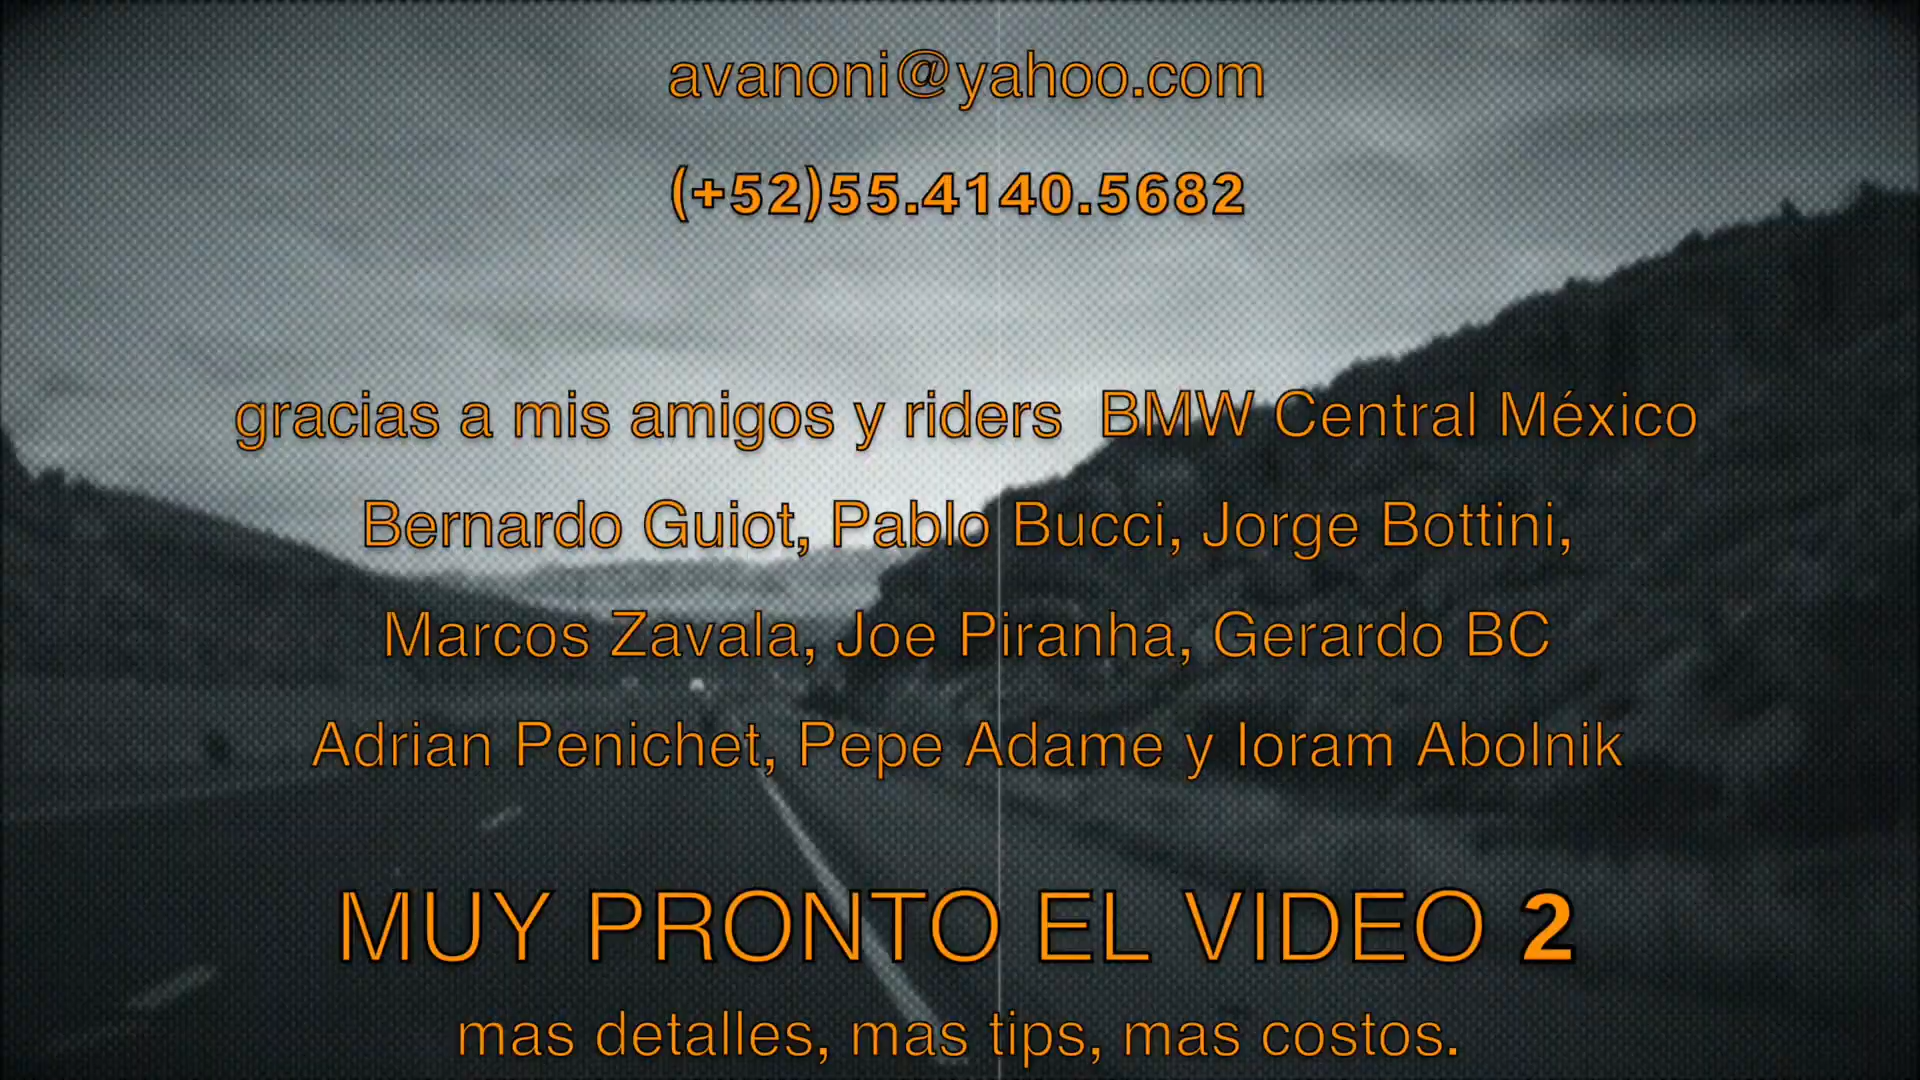 avanoni@yahoo.com
(+52)55.4140.5682
gracias a mis amigos y riders BMW Central México
Bernardo Guiot, Pablo Bucci, Jorge Bottini,
Marcos Zavala, Joe Piranha, Gerardo BC
Adrian Penichet, Pepe Adame y Ioram Abolnik
MUY PRONTO EL VIDEO 2
mas detalles, mas tips, mas costos.